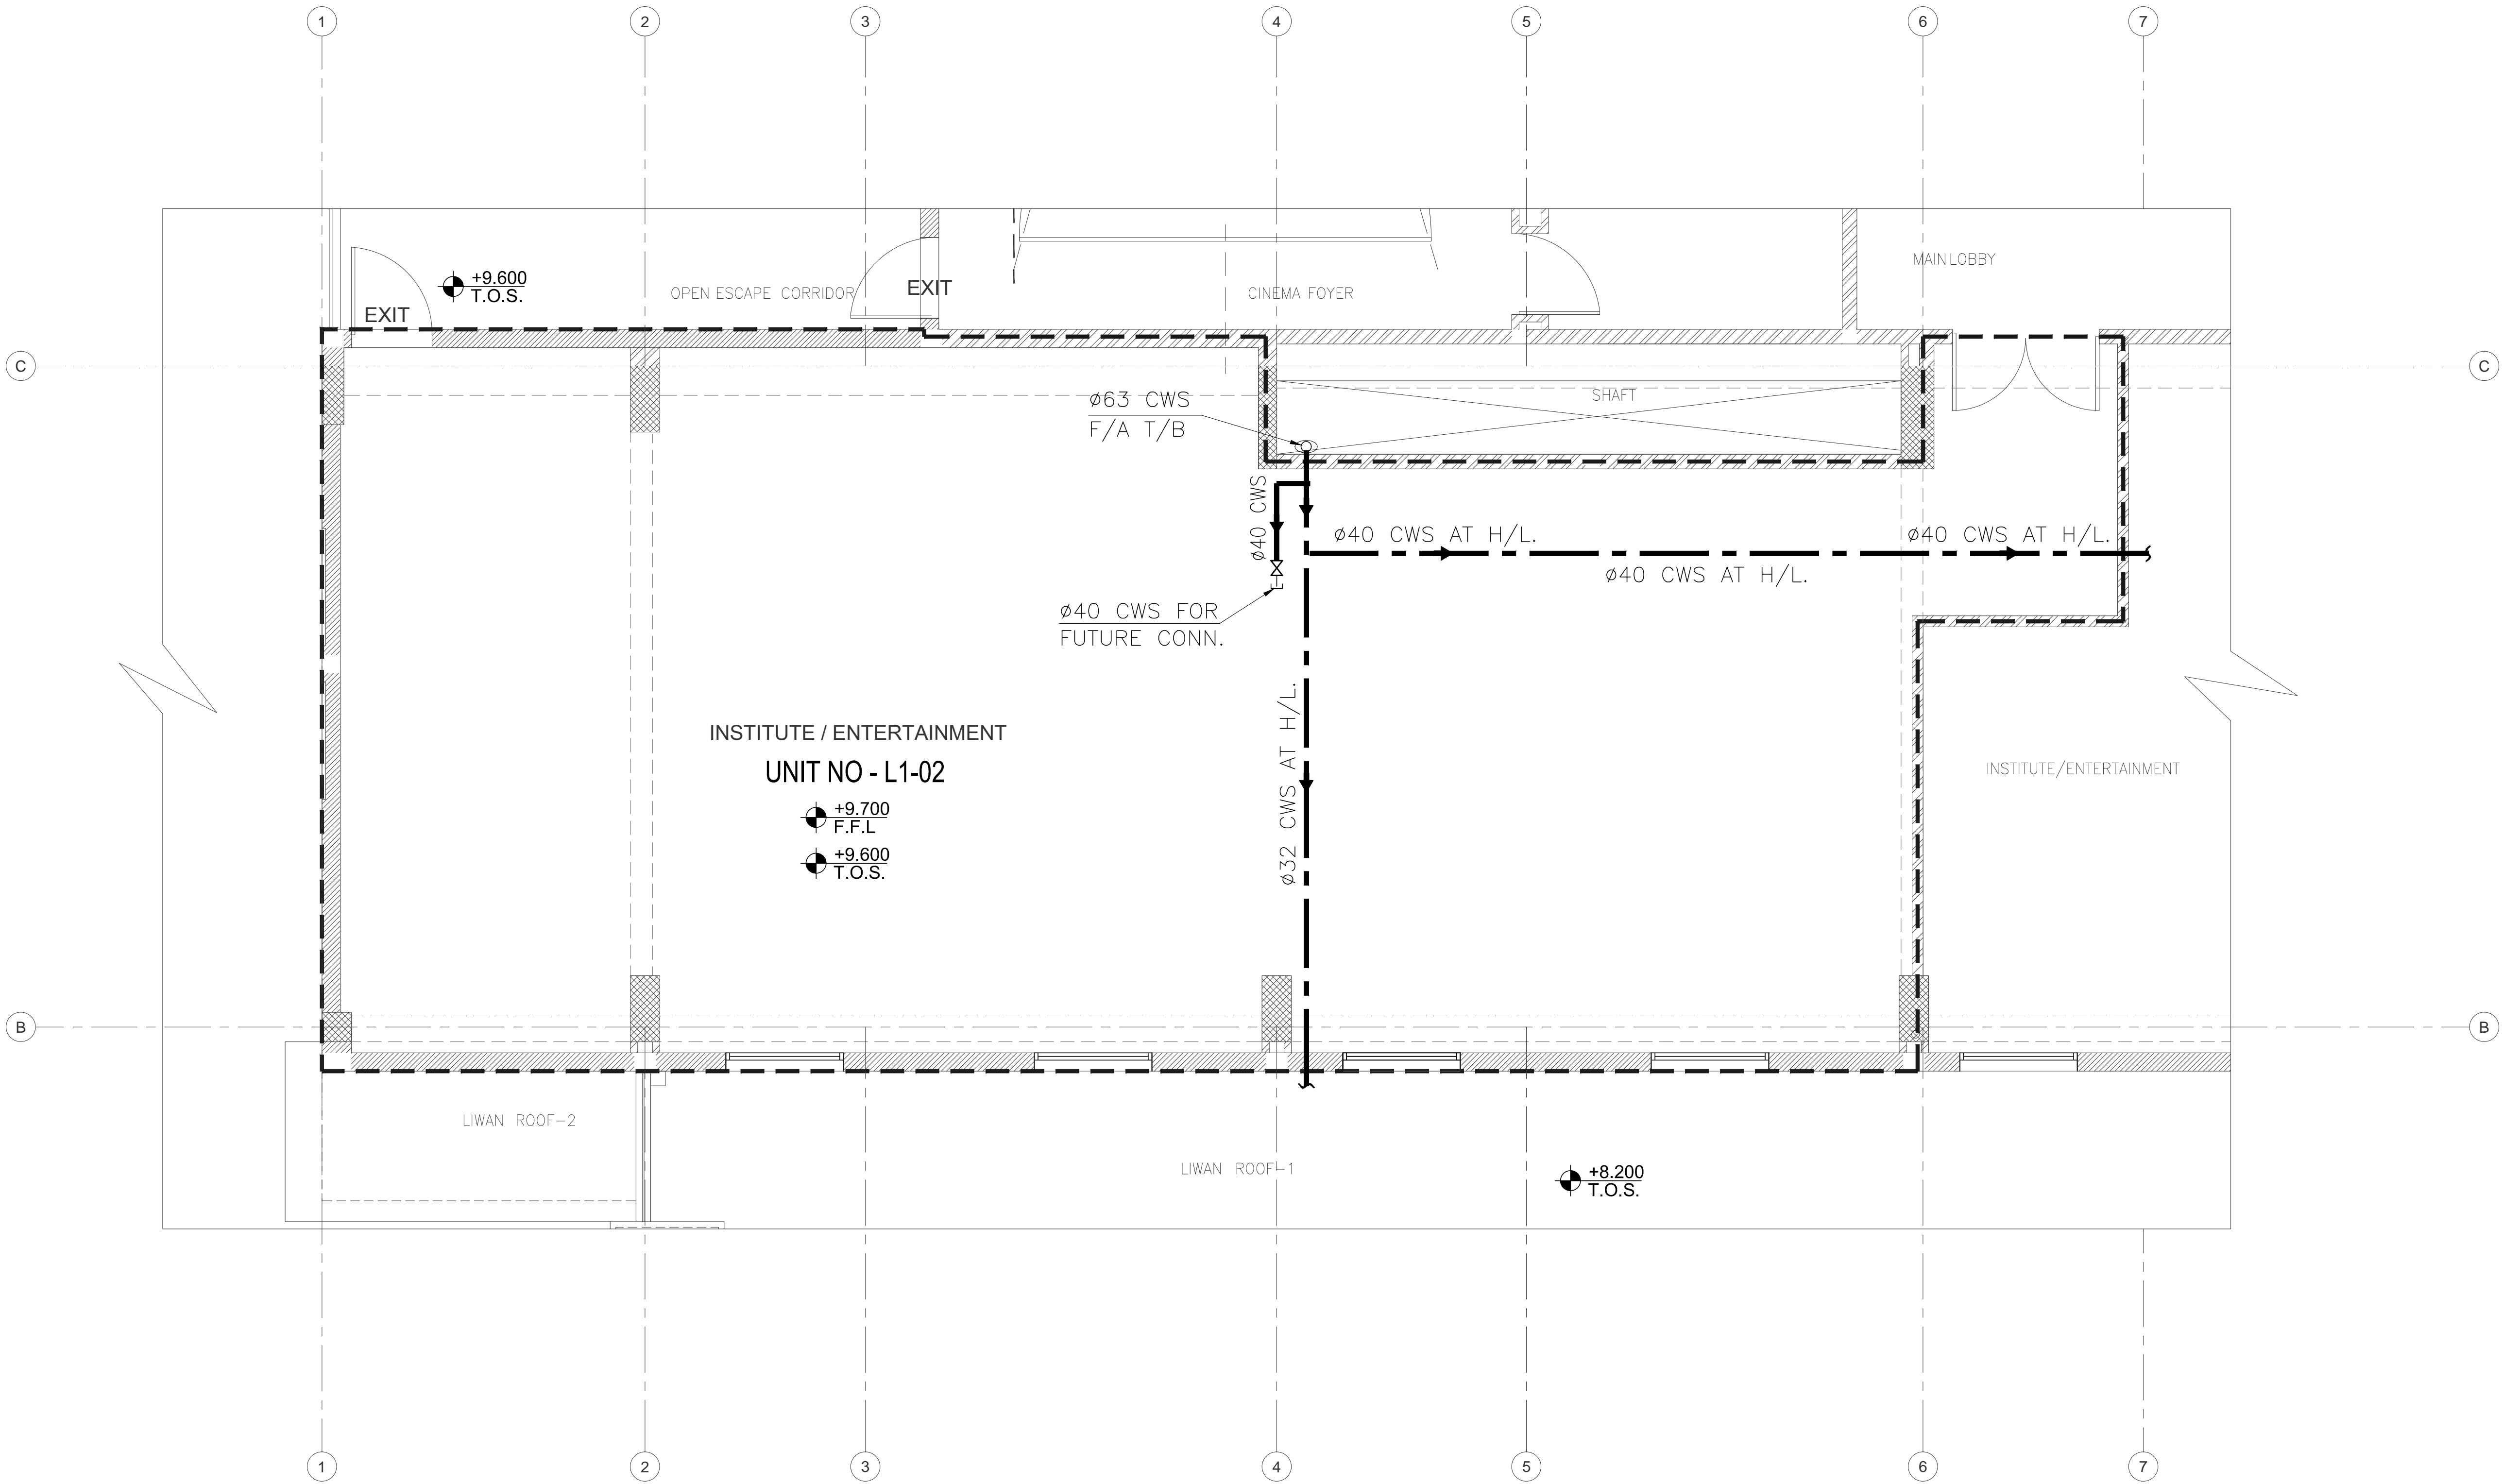 1 2 3 4 5 6 7
MAIN LOBBY
+9.600
T.O.S.
OPEN ESCAPE CORRIDOR
EXIT
CINEMA FOYER
EXIT
C
C
SHAFT
ø63 CWS
F/A T/B
ø40 CWS
ø40 CWS AT H/L.
ø40 CWS AT H/L.
ø40 CWS AT H/L.
ø40 CWS FOR
FUTURE CONN.
ø32 CWS AT H/L.
INSTITUTE / ENTERTAINMENT
UNIT NO - L1-02
+9.700
F.F.L
+9.600
T.O.S.
INSTITUTE/ENTERTAINMENT
B
B
LIWAN ROOF-2
LIWAN ROOF-1
+8.200
T.O.S.
1 2 3 4 5 6 7